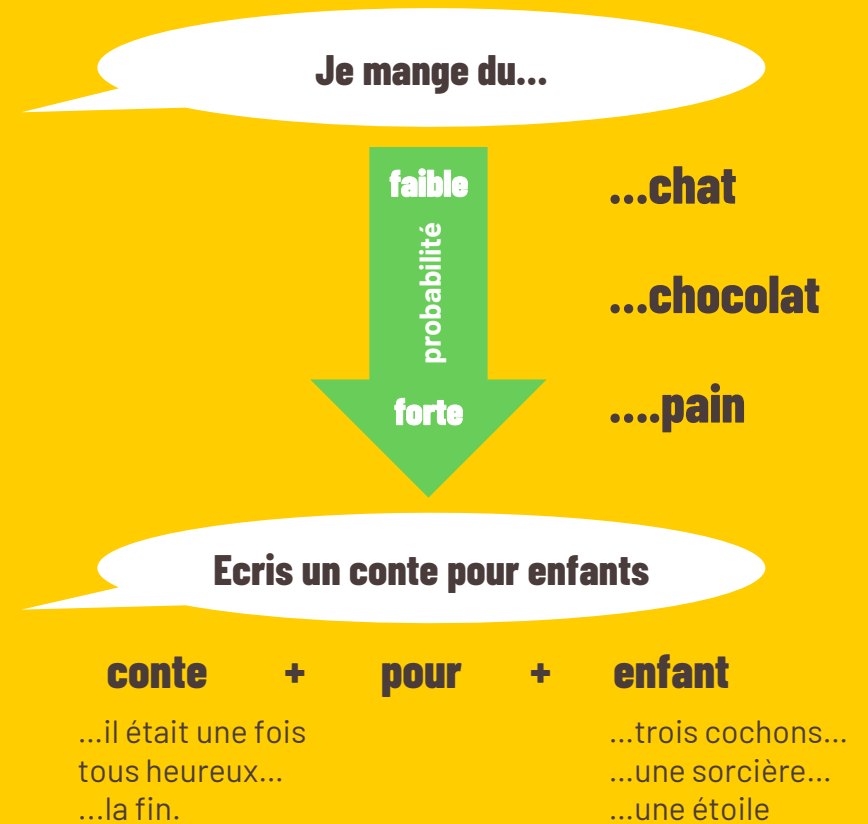 Je mange du...
faible
...chat
probabilité
...chocolat
forte
....pain
Ecris un conte pour enfants
conte + pour + enfant
...il était une fois
tous heureux...
...la fin.
...trois cochons...
...une sorcière...
...une étoile